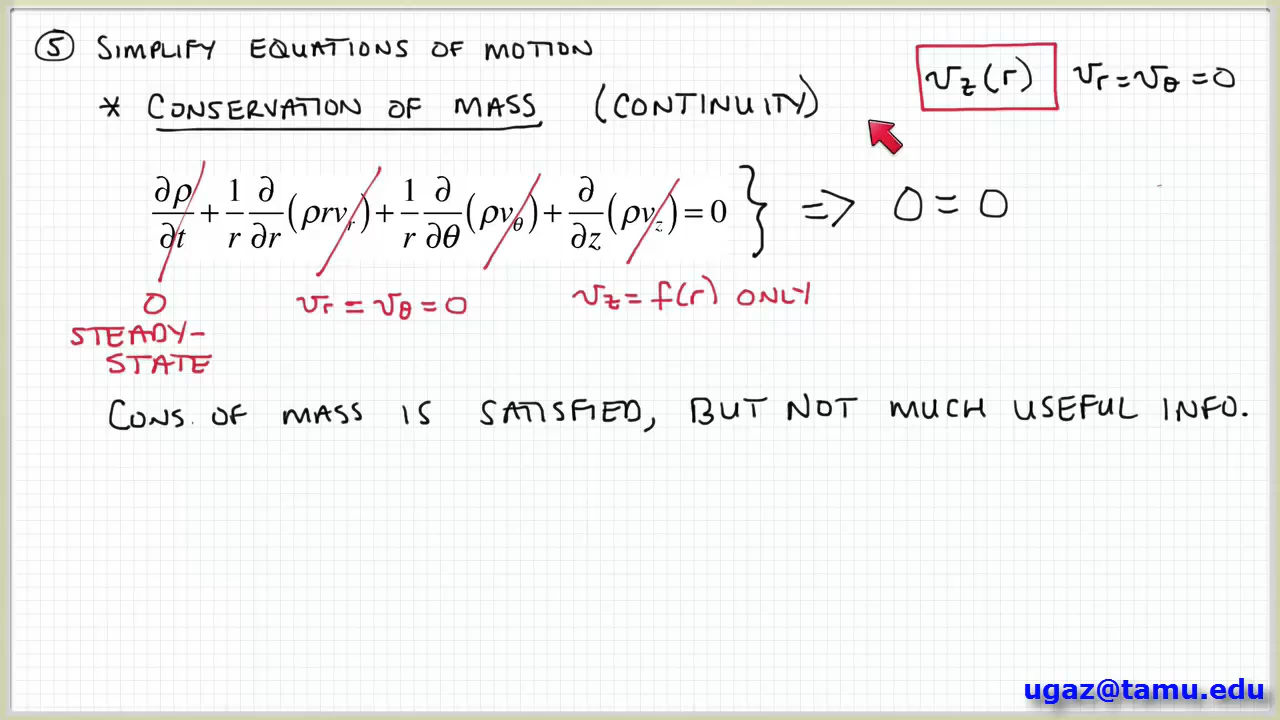 ⑤ SIMPLIFY EQUATIONS OF MOTION
v_z(r) v_r = v_θ = 0
* CONSERVATION OF MASS (CONTINUITY)
∂ρ/∂t + 1/r ∂/∂r (ρrv_r) + 1/r ∂/∂θ (ρv_θ) + ∂/∂z (ρv_z) = 0 } => 0 = 0
0 v_r = v_θ = 0 v_z = f(r) ONLY
STEADY-
STATE
CONS. OF MASS IS SATISFIED, BUT NOT MUCH USEFUL INFO.
ugaz@tamu.edu